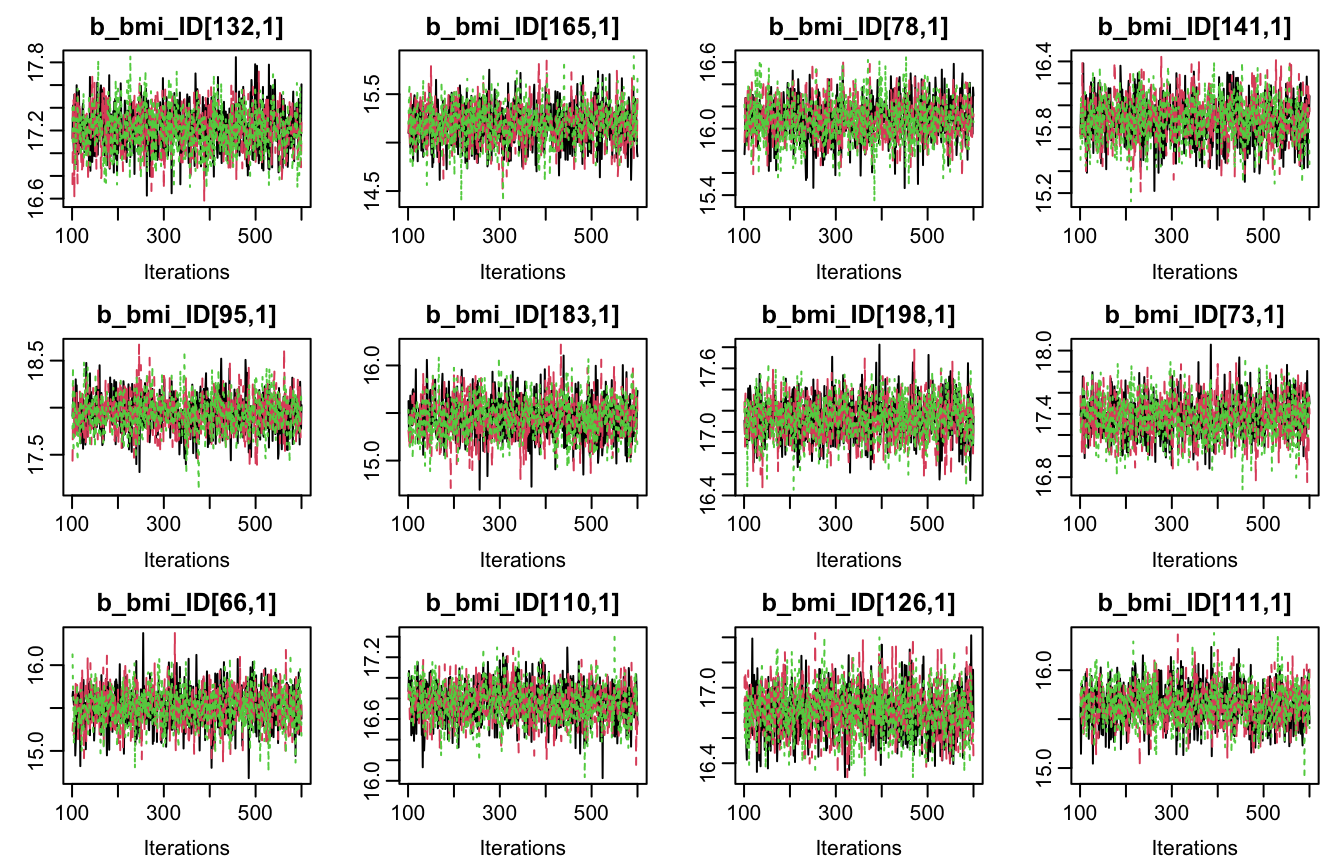 b_bmi_ID[132,1] b_bmi_ID[165,1] b_bmi_ID[78,1] b_bmi_ID[141,1]
16.6 17.2 17.8 14.5 15.5 15.4 16.0 16.6 15.2 15.8 16.4
100 300 500 100 300 500 100 300 500 100 300 500
Iterations Iterations Iterations Iterations
b_bmi_ID[95,1] b_bmi_ID[183,1] b_bmi_ID[198,1] b_bmi_ID[73,1]
17.5 18.5 15.0 16.0 16.4 17.0 17.6 16.8 17.4 18.0
100 300 500 100 300 500 100 300 500 100 300 500
Iterations Iterations Iterations Iterations
b_bmi_ID[66,1] b_bmi_ID[110,1] b_bmi_ID[126,1] b_bmi_ID[111,1]
15.0 16.0 16.0 16.6 17.2 16.4 17.0 15.0 16.0
100 300 500 100 300 500 100 300 500 100 300 500
Iterations Iterations Iterations Iterations